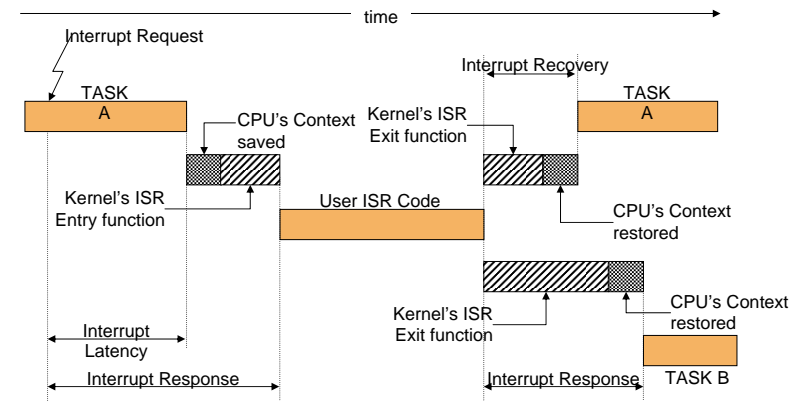 time
Interrupt Request
Interrupt Recovery
TASK
A
CPU's Context
saved
Kernel's ISR
Exit function
TASK
A
Kernel's ISR
Entry function
User ISR Code
CPU's Context
restored
Kernel's ISR
Exit function
CPU's Context
restored
Interrupt
Latency
Interrupt Response
Interrupt Response
TASK B